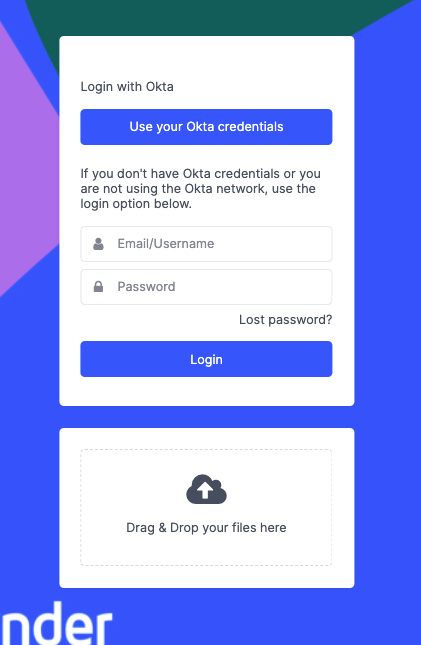 Login with Okta
Use your Okta credentials
If you don't have Okta credentials or you
are not using the Okta network, use the
login option below.
Email/Username
Password
Lost password?
Login
Drag & Drop your files here
nder